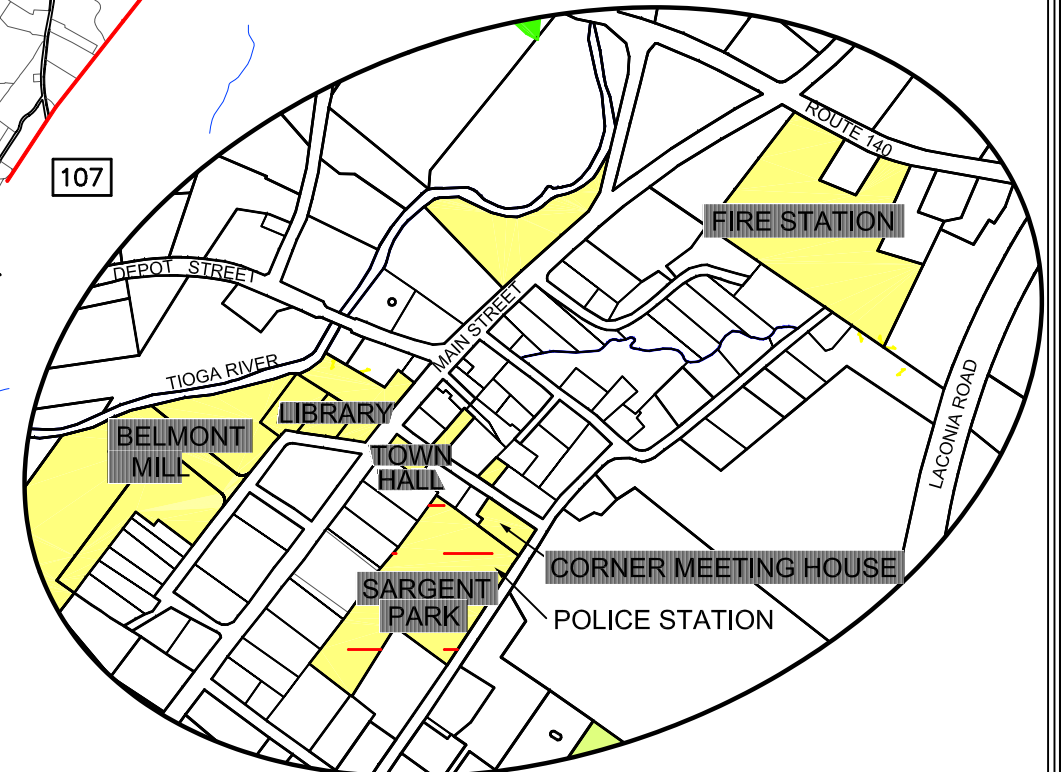 107
ROUTE 140
FIRE STATION
DEPOT STREET
MAIN STREET
TIOGA RIVER
LACONIA ROAD
LIBRARY
BELMONT
MILL
TOWN
HALL
CORNER MEETING HOUSE
SARGENT
PARK
POLICE STATION